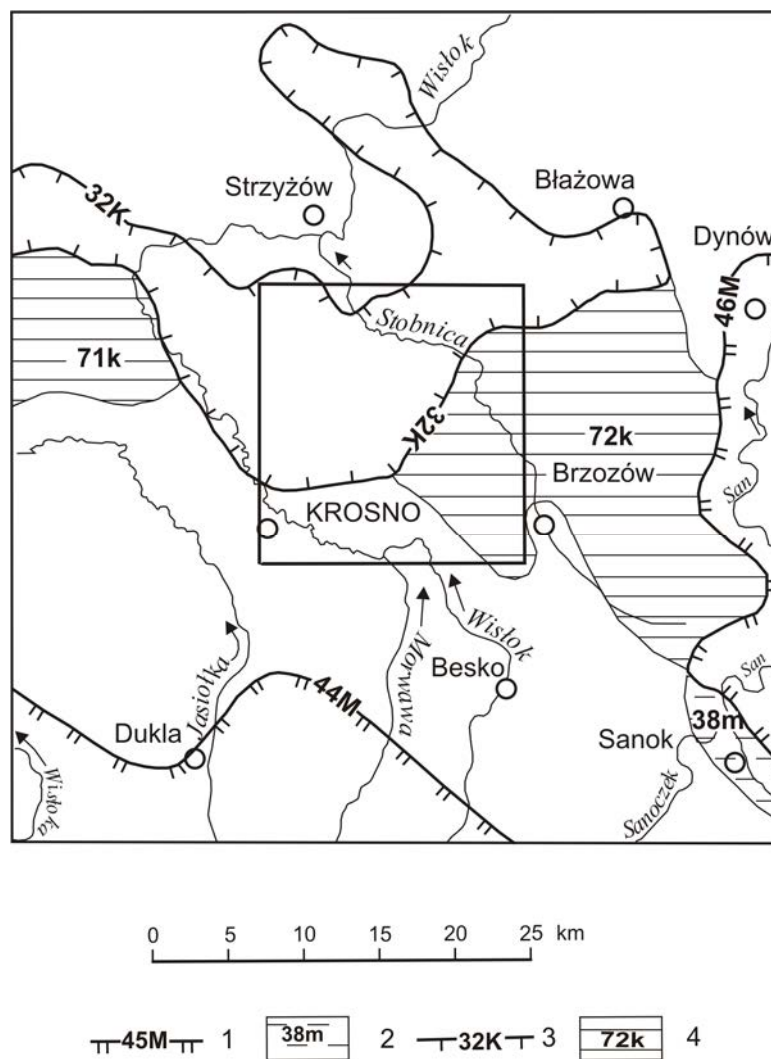 Wisłok
Strzyżów
Błażowa
32K
Dynów
46M
Stobnica
71k
32K
72k
San
Brzozów
KROSNO
Wisłok
Morwawa
Jasiołka
Besko
San
44M
38m
Dukla
Sanok
Wisłoka
Sanoczek
0 5 10 15 20 25 km
45M 1 38m 2 32K 3 72k 4